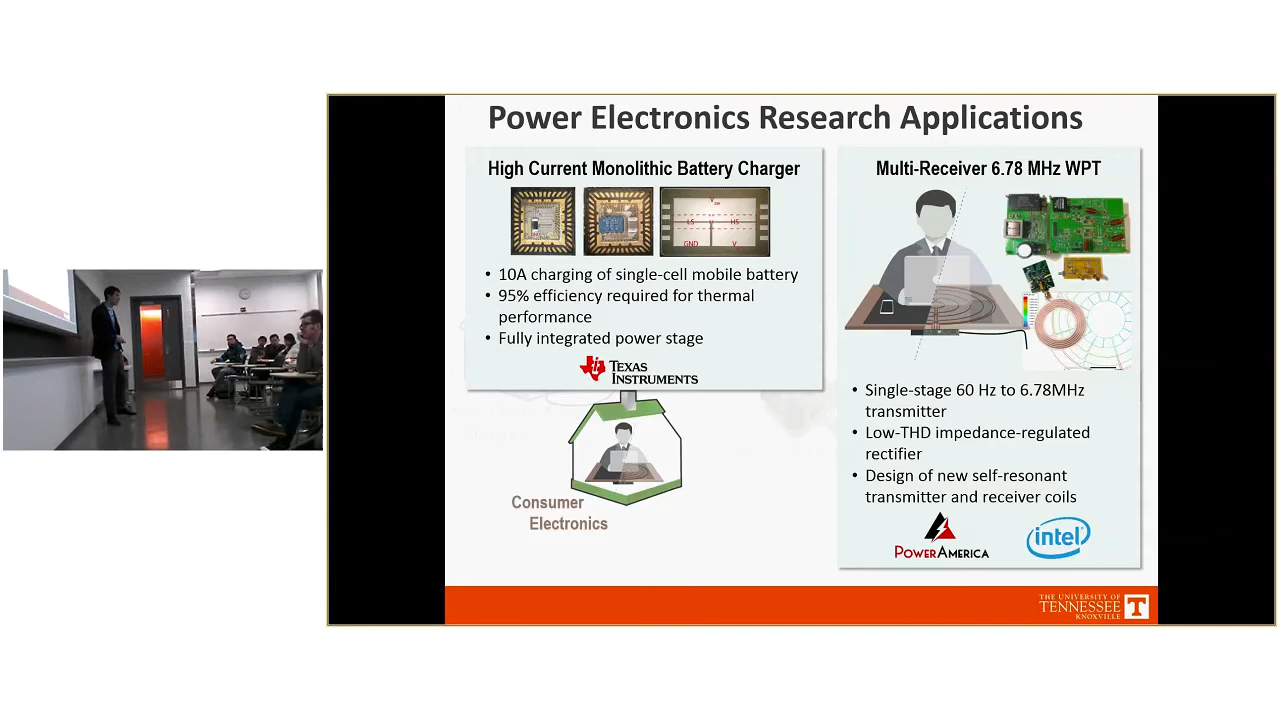 Power Electronics Research Applications
High Current Monolithic Battery Charger
LS
HS
GND
V
• 10A charging of single-cell mobile battery
• 95% efficiency required for thermal
performance
• Fully integrated power stage
TEXAS
INSTRUMENTS
Consumer
Electronics
Multi-Receiver 6.78 MHz WPT
• Single-stage 60 Hz to 6.78MHz
transmitter
• Low-THD impedance-regulated
rectifier
• Design of new self-resonant
transmitter and receiver coils
POWERAMERICA
intel
THE UNIVERSITY OF
TENNESSEE
KNOXVILLE
T